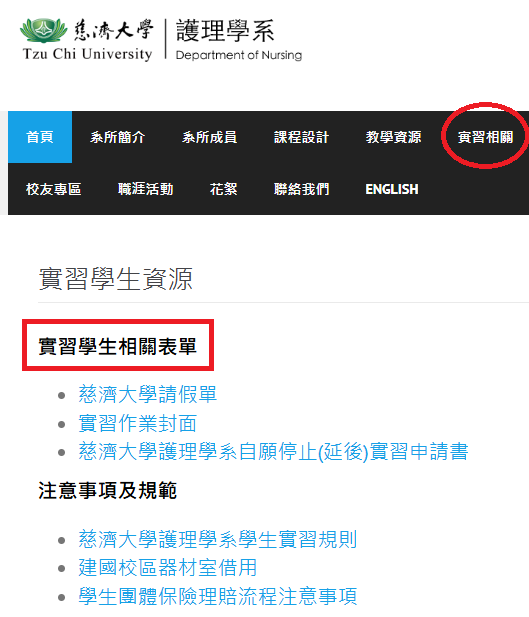 慈濟大學 護理學系
Tzu Chi University Department of Nursing
首頁 系所簡介 系所成員 課程設計 教學資源 實習相關
校友專區 職涯活動 花絮 聯絡我們 ENGLISH
實習學生資源
實習學生相關表單
慈濟大學請假單
實習作業封面
慈濟大學護理學系自願停止(延後)實習申請書
注意事項及規範
慈濟大學護理學系學生實習規則
建國校區器材室借用
學生團體保險理賠流程注意事項